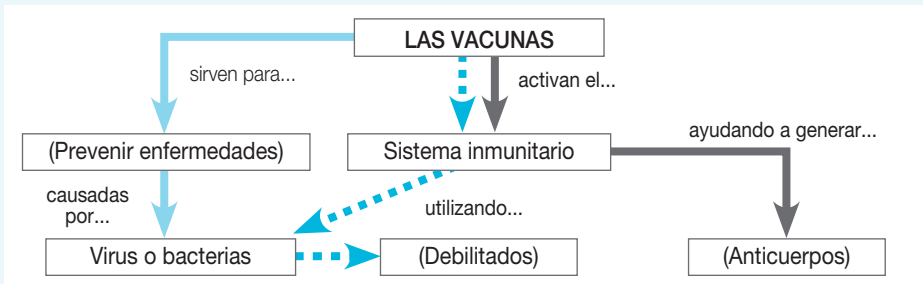 LAS VACUNAS
sirven para...
activan el...
ayudando a generar...
(Prevenir enfermedades)
Sistema inmunitario
causadas
por...
utilizando...
Virus o bacterias
(Debilitados)
(Anticuerpos)